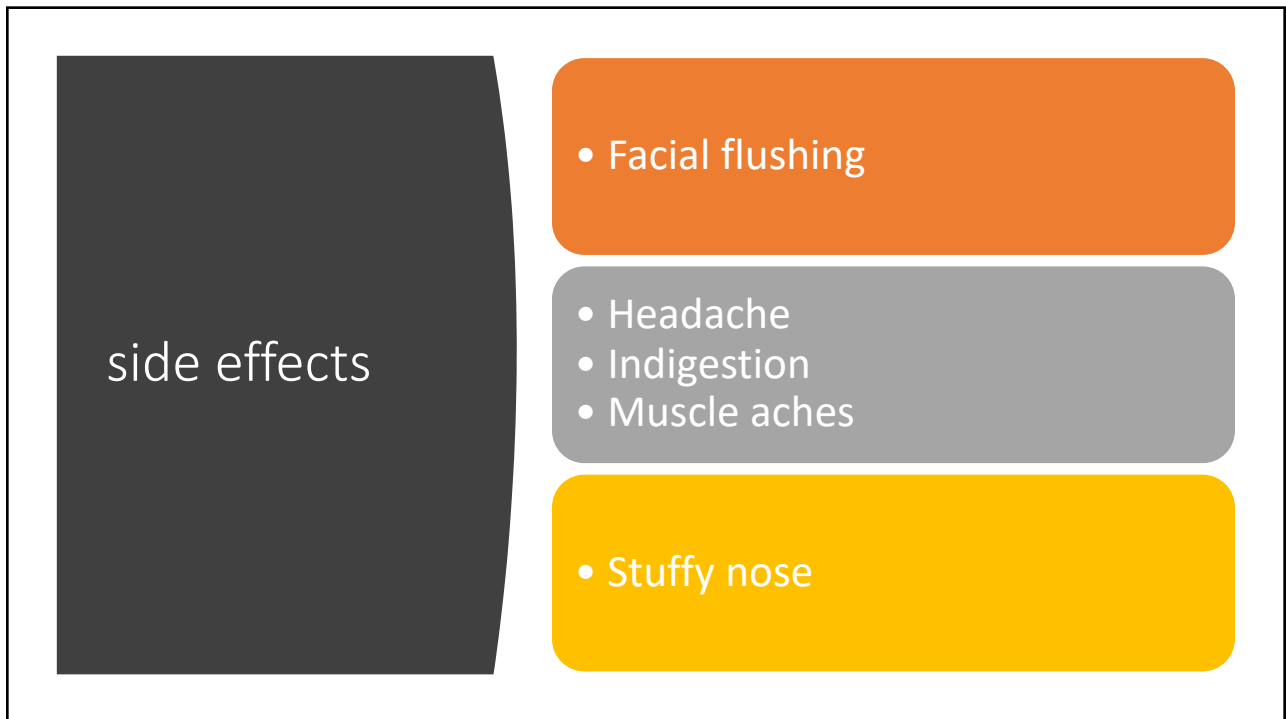 side effects
• Facial flushing
• Headache
• Indigestion
• Muscle aches
• Stuffy nose